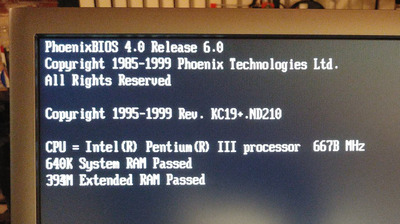 PhoenixBIOS 4.0 Release 6.0
Copyright 1985-1999 Phoenix Technologies Ltd.
All Rights Reserved
Copyright 1995-1999 Rev. KC19+.ND210
CPU = Intel(R) Pentium(R) III processor 667B MHz
640K System RAM Passed
Extended RAM Passed